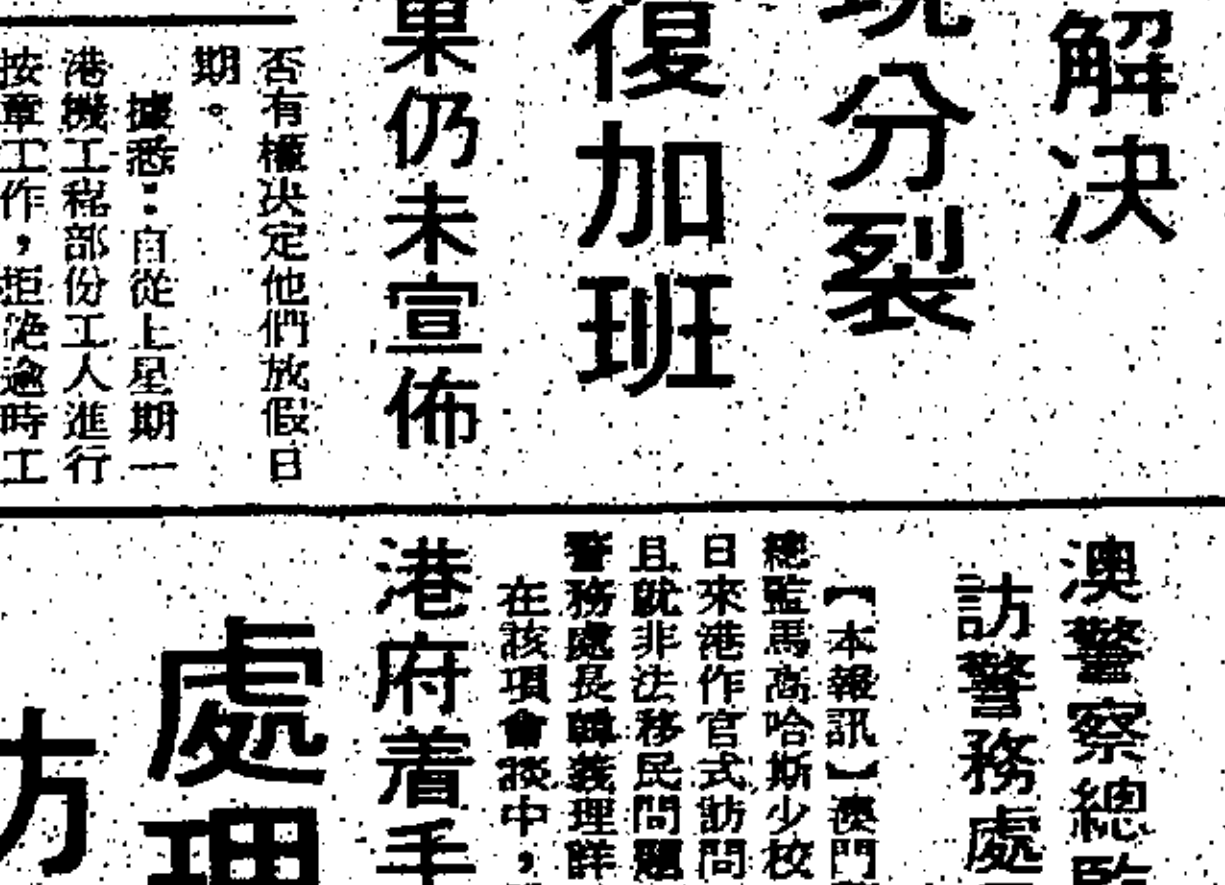 解决
分裂
復加班
果仍未宣佈
否有權决定他們放假日
期。
據悉：自從上星期一
港機工程部份工人進行
按章工作，拒絶逾時工
澳警察總監
訪警務處
【本報訊】澳門
總監馬高哈斯少校
日來港作官式訪問
且就非法移民問題
警務處長韓義理詳
在該項會談中，
港府着手
處理
方